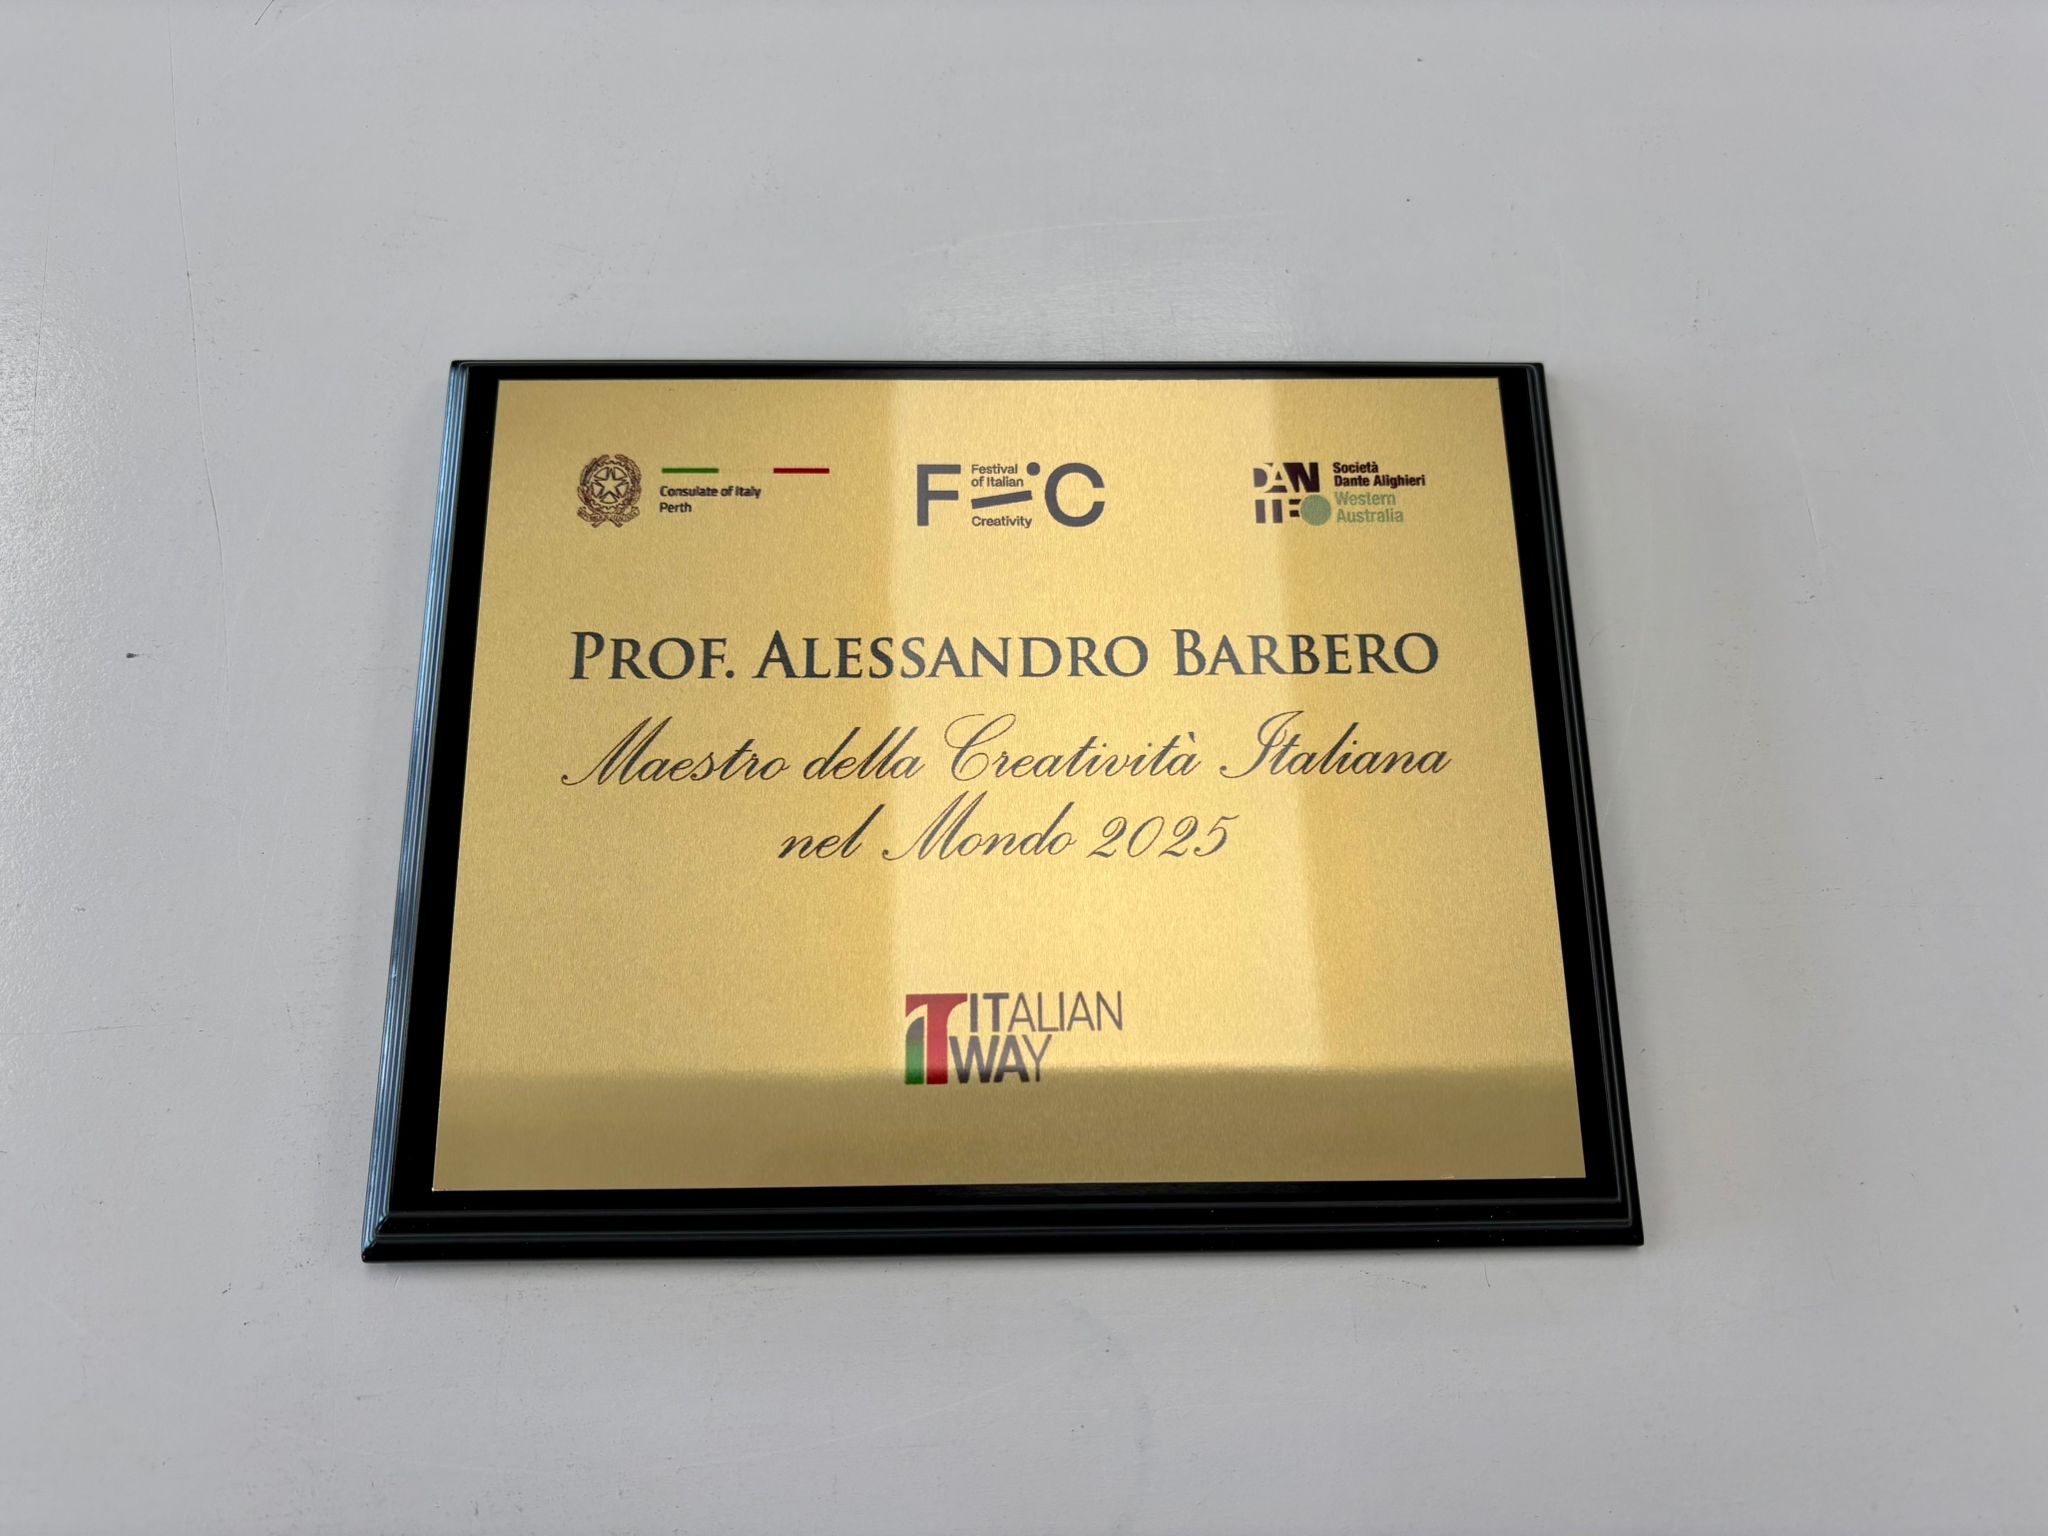 Consulate of Italy
Perth
F C
Festival
of Italian
Creativity
DAN
TE
Società
Dante Alighieri
Western
Australia
PROF. ALESSANDRO BARBERO
Maestro della Creatività Italiana
nel Mondo 2025
IT ITALIAN
WAY